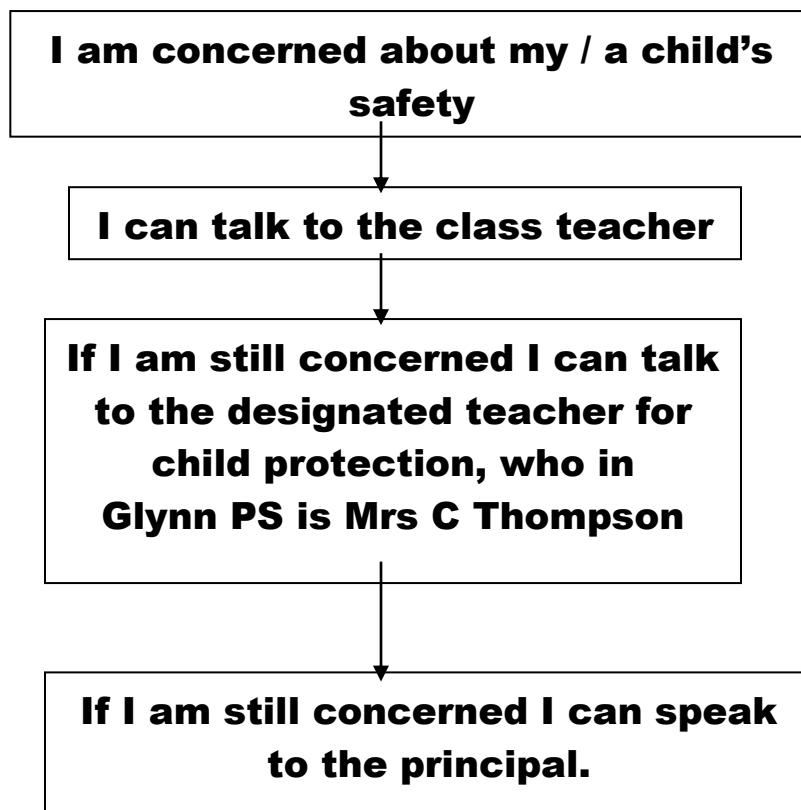 I am concerned about my / a child’s
safety
I can talk to the class teacher
If I am still concerned I can talk
to the designated teacher for
child protection, who in
Glynn PS is Mrs C Thompson
If I am still concerned I can speak
to the principal.